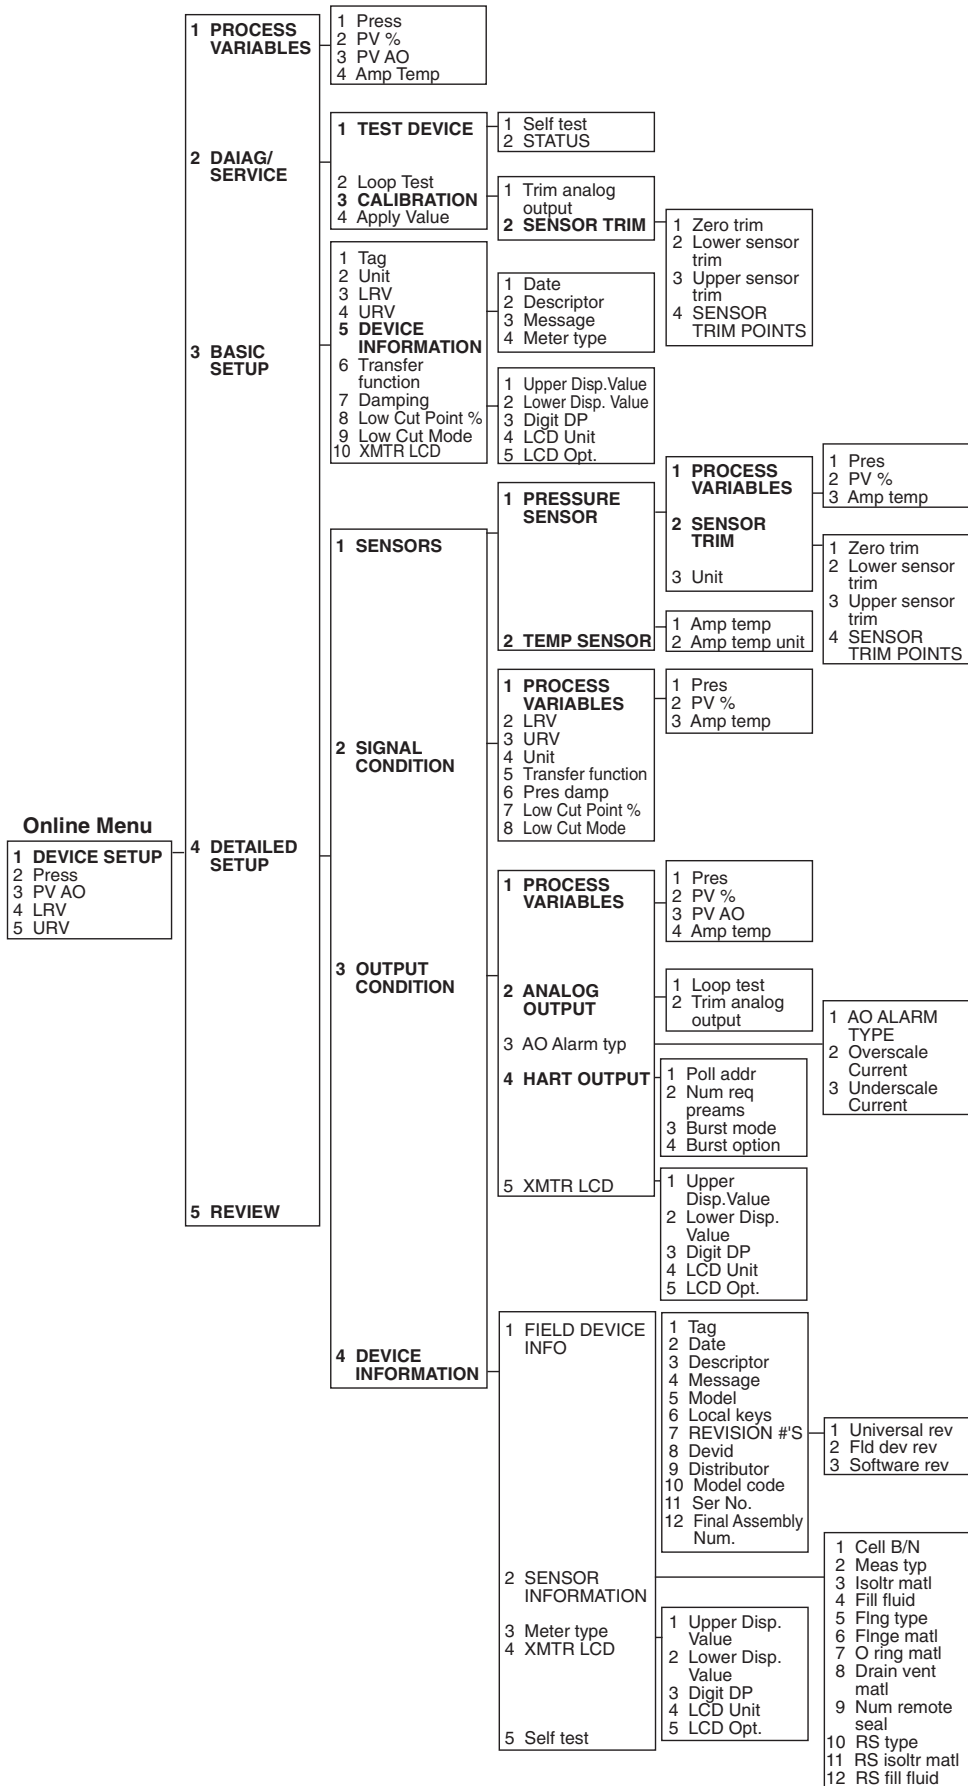 Online Menu
1 DEVICE SETUP
2 Press
3 PV AO
4 LRV
5 URV
1 PROCESS
VARIABLES
2 DAIAG/
SERVICE
3 BASIC
SETUP
4 DETAILED
SETUP
5 REVIEW
1 Press
2 PV %
3 PV AO
4 Amp Temp
1 TEST DEVICE
2 Loop Test
3 CALIBRATION
4 Apply Value
1 Self test
2 STATUS
1 Trim analog
output
2 SENSOR TRIM
1 Zero trim
2 Lower sensor
trim
3 Upper sensor
trim
4 SENSOR
TRIM POINTS
1 Tag
2 Unit
3 LRV
4 URV
5 DEVICE
INFORMATION
6 Transfer
function
7 Damping
8 Low Cut Point %
9 Low Cut Mode
10 XMTR LCD
1 Date
2 Descriptor
3 Message
4 Meter type
1 Upper Disp.Value
2 Lower Disp. Value
3 Digit DP
4 LCD Unit
5 LCD Opt.
1 SENSORS
2 SIGNAL
CONDITION
3 OUTPUT
CONDITION
4 DEVICE
INFORMATION
1 PRESSURE
SENSOR
2 TEMP SENSOR
1 PROCESS
VARIABLES
2 SENSOR
TRIM
3 Unit
1 Pres
2 PV %
3 Amp temp
1 Zero trim
2 Lower sensor
trim
3 Upper sensor
trim
4 SENSOR
TRIM POINTS
1 Amp temp
2 Amp temp unit
1 PROCESS
VARIABLES
2 LRV
3 URV
4 Unit
5 Transfer function
6 Pres damp
7 Low Cut Point %
8 Low Cut Mode
1 Pres
2 PV %
3 Amp temp
1 PROCESS
VARIABLES
2 ANALOG
OUTPUT
3 AO Alarm typ
4 HART OUTPUT
5 XMTR LCD
1 Pres
2 PV %
3 PV AO
4 Amp temp
1 Loop test
2 Trim analog
output
1 AO ALARM
TYPE
2 Overscale
Current
3 Underscale
Current
1 Poll addr
2 Num req
preams
3 Burst mode
4 Burst option
1 Upper
Disp.Value
2 Lower Disp.
Value
3 Digit DP
4 LCD Unit
5 LCD Opt.
1 FIELD DEVICE
INFO
2 SENSOR
INFORMATION
3 Meter type
4 XMTR LCD
5 Self test
1 Tag
2 Date
3 Descriptor
4 Message
5 Model
6 Local keys
7 REVISION #'S
8 Devid
9 Distributor
10 Model code
11 Ser No.
12 Final Assembly
Num.
1 Universal rev
2 Fld dev rev
3 Software rev
1 Cell B/N
2 Meas typ
3 Isoltr matl
4 Fill fluid
5 Flng type
6 Flnge matl
7 O ring matl
8 Drain vent
matl
9 Num remote
seal
10 RS type
11 RS isoltr matl
12 RS fill fluid
1 Upper Disp.
Value
2 Lower Disp.
Value
3 Digit DP
4 LCD Unit
5 LCD Opt.